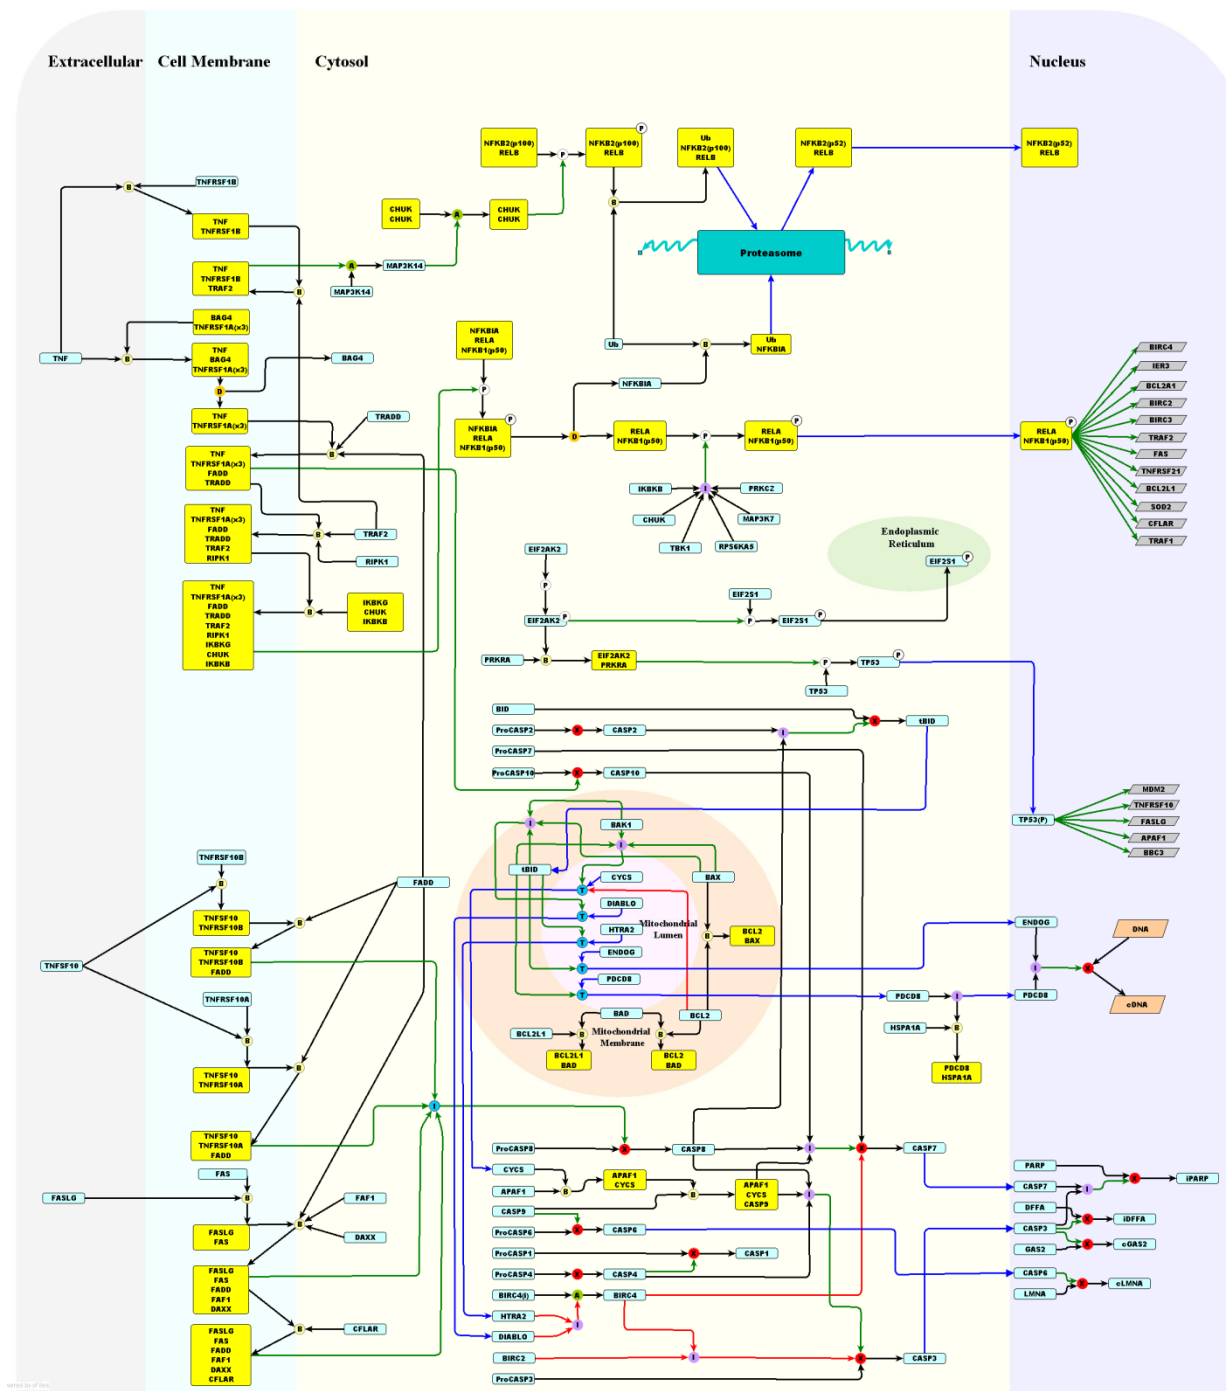 Extracellular
Cell Membrane
Cytosol
Nucleus
NFKB2(p100)
RELB
P
NFKB2(p100)
RELB
P
Ub
NFKB2(p100)
RELB
NFKB2(p52)
RELB
NFKB2(p52)
RELB
B
TNFRSF1B
TNF
TNFRSF1B
CHUK
CHUK
A
CHUK
CHUK
B
Proteasome
TNF
TNFRSF1B
TRAF2
A
MAP3K14
MAP3K14
B
BAG4
TNFRSF1A(x3)
TNF
B
TNF
BAG4
TNFRSF1A(x3)
BAG4
D
NFKBIA
RELA
NFKB1(p50)
P
Ub
B
Ub
NFKBIA
NFKBIA
TNF
TNFRSF1A(x3)
TRADD
B
NFKBIA
RELA
NFKB1(p50)
P
D
RELA
NFKB1(p50)
P
RELA
NFKB1(p50)
P
RELA
NFKB1(p50)
P
BIRC4
IER3
BCL2A1
BIRC2
BIRC3
TRAF2
FAS
TNFRSF21
BCL2L1
SOD2
CFLAR
TRAF1
TNF
TNFRSF1A(x3)
FADD
TRADD
IKBKB
I
PRKCZ
CHUK
MAP3K7
TBK1
RPS6KA5
TNF
TNFRSF1A(x3)
FADD
TRADD
TRAF2
RIPK1
B
TRAF2
RIPK1
Endoplasmic
Reticulum
EIF2S1
P
EIF2AK2
P
EIF2AK2
P
EIF2S1
P
EIF2S1
P
TNF
TNFRSF1A(x3)
FADD
TRADD
TRAF2
RIPK1
IKBKG
CHUK
IKBKB
B
IKBKG
CHUK
IKBKB
PRKRA
B
EIF2AK2
PRKRA
P
TP53
P
TP53
BID
X
tBID
ProCASP2
X
CASP2
I
ProCASP7
ProCASP10
X
CASP10
TP53(P)
MDM2
TNFRSF10
FASLG
APAF1
BBC3
I
BAK1
I
tBID
BAX
CYCS
T
DIABLO
T
Mitochondrial
Lumen
HTRA2
T
ENDOG
T
PDCD8
T
B
BCL2
BAX
BAD
BCL2
BCL2L1
B
Mitochondrial
Membrane
B
BCL2L1
BAD
BCL2
BAD
TNFRSF10B
B
FADD
TNFSF10
TNFRSF10B
B
TNFSF10
TNFSF10
TNFRSF10B
FADD
TNFRSF10A
B
TNFSF10
TNFRSF10A
B
ENDOG
DNA
I
X
PDCD8
cDNA
PDCD8
I
HSPA1A
B
PDCD8
HSPA1A
I
TNFSF10
TNFRSF10A
FADD
ProCASP8
X
CASP8
I
X
CASP7
FAS
FASLG
B
FAF1
B
DAXX
FASLG
FAS
CYCS
APAF1
B
APAF1
CYCS
B
APAF1
CYCS
CASP9
I
CASP9
ProCASP6
X
CASP6
ProCASP1
X
CASP1
ProCASP4
X
CASP4
BIRC4(i)
A
BIRC4
HTRA2
I
DIABLO
BIRC2
I
X
CASP3
ProCASP3
PARP
X
iPARP
CASP7
I
DFFA
X
iDFFA
CASP3
GAS2
X
cGAS2
CASP6
X
cLMNA
LMNA
FASLG
FAS
FADD
FAF1
DAXX
B
CFLAR
FASLG
FAS
FADD
FAF1
DAXX
CFLAR